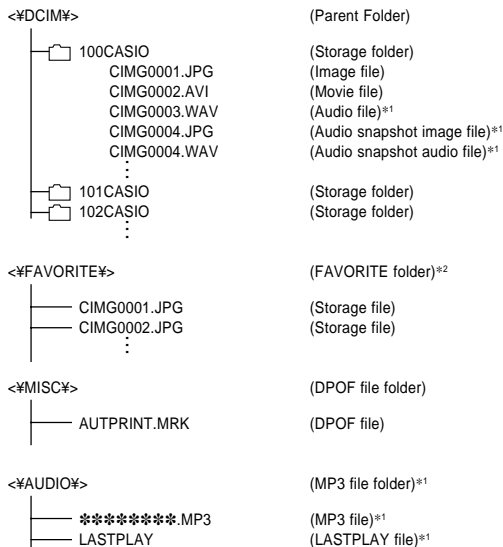 <¥DCIM¥> (Parent Folder)
100CASIO (Storage folder)
CIMG0001.JPG (Image file)
CIMG0002.AVI (Movie file)
CIMG0003.WAV (Audio file)*1
CIMG0004.JPG (Audio snapshot image file)*1
CIMG0004.WAV (Audio snapshot audio file)*1
101CASIO (Storage folder)
102CASIO (Storage folder)
<¥FAVORITE¥> (FAVORITE folder)*2
CIMG0001.JPG (Storage file)
CIMG0002.JPG (Storage file)
<¥MISC¥> (DPOF file folder)
AUTPRINT.MRK (DPOF file)
<¥AUDIO¥> (MP3 file folder)*1
✽✽✽✽✽✽✽✽.MP3 (MP3 file)*1
LASTPLAY (LASTPLAY file)*1